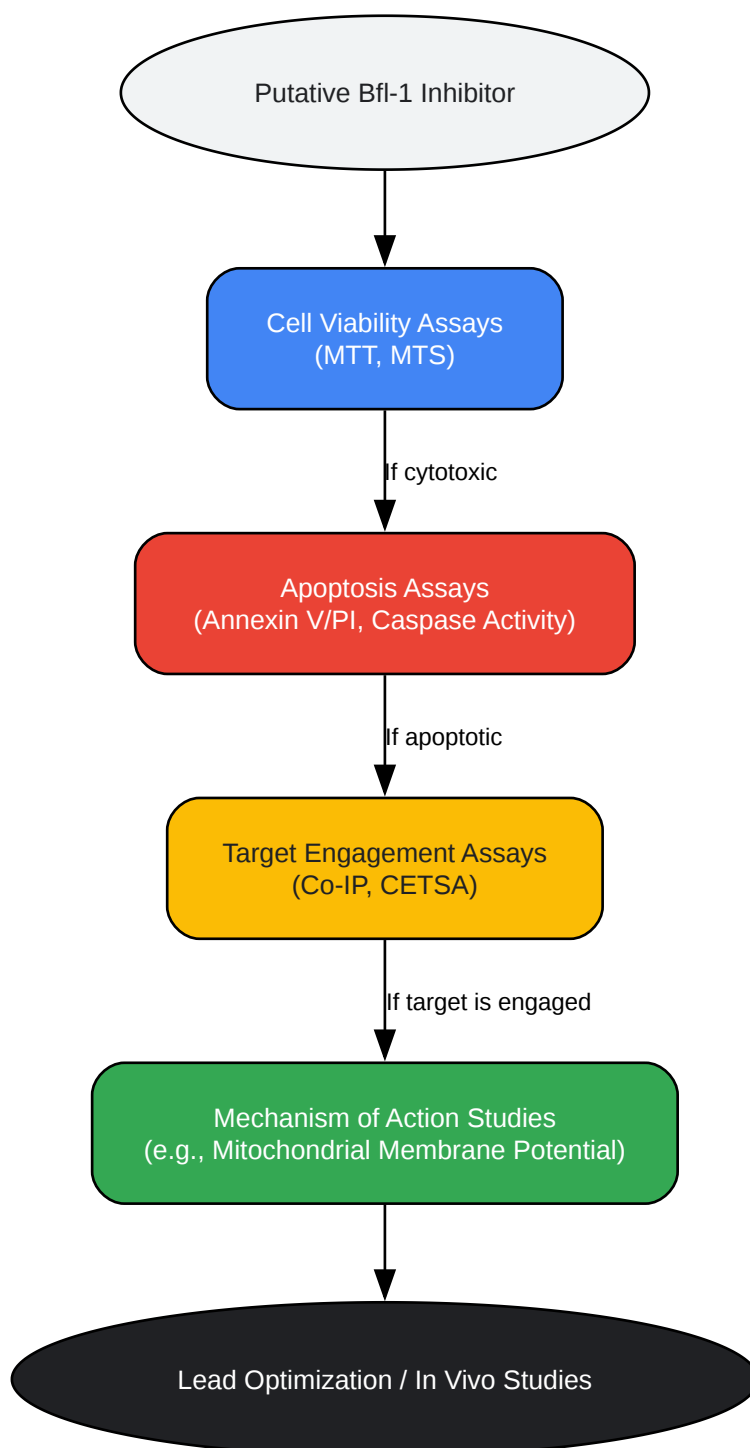 Putative Bfl-1 Inhibitor
Cell Viability Assays
(MTT, MTS)
If cytotoxic
Apoptosis Assays
(Annexin V/PI, Caspase Activity)
If apoptotic
Target Engagement Assays
(Co-IP, CETSA)
If target is engaged
Mechanism of Action Studies
(e.g., Mitochondrial Membrane Potential)
Lead Optimization / In Vivo Studies